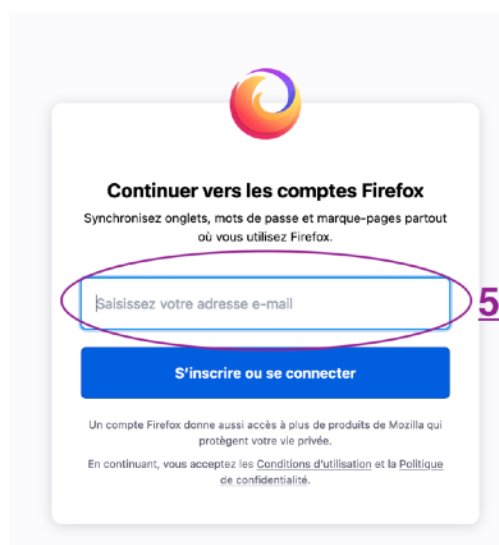 Continuer vers les comptes Firefox
Synchronisez onglets, mots de passe et marque-pages partout
où vous utilisez Firefox.
Saisissez votre adresse e-mail
5
S'inscrire ou se connecter
Un compte Firefox donne aussi accès à plus de produits de Mozilla qui
protègent votre vie privée.
En continuant, vous acceptez les Conditions d'utilisation et la Politique
de confidentialité.